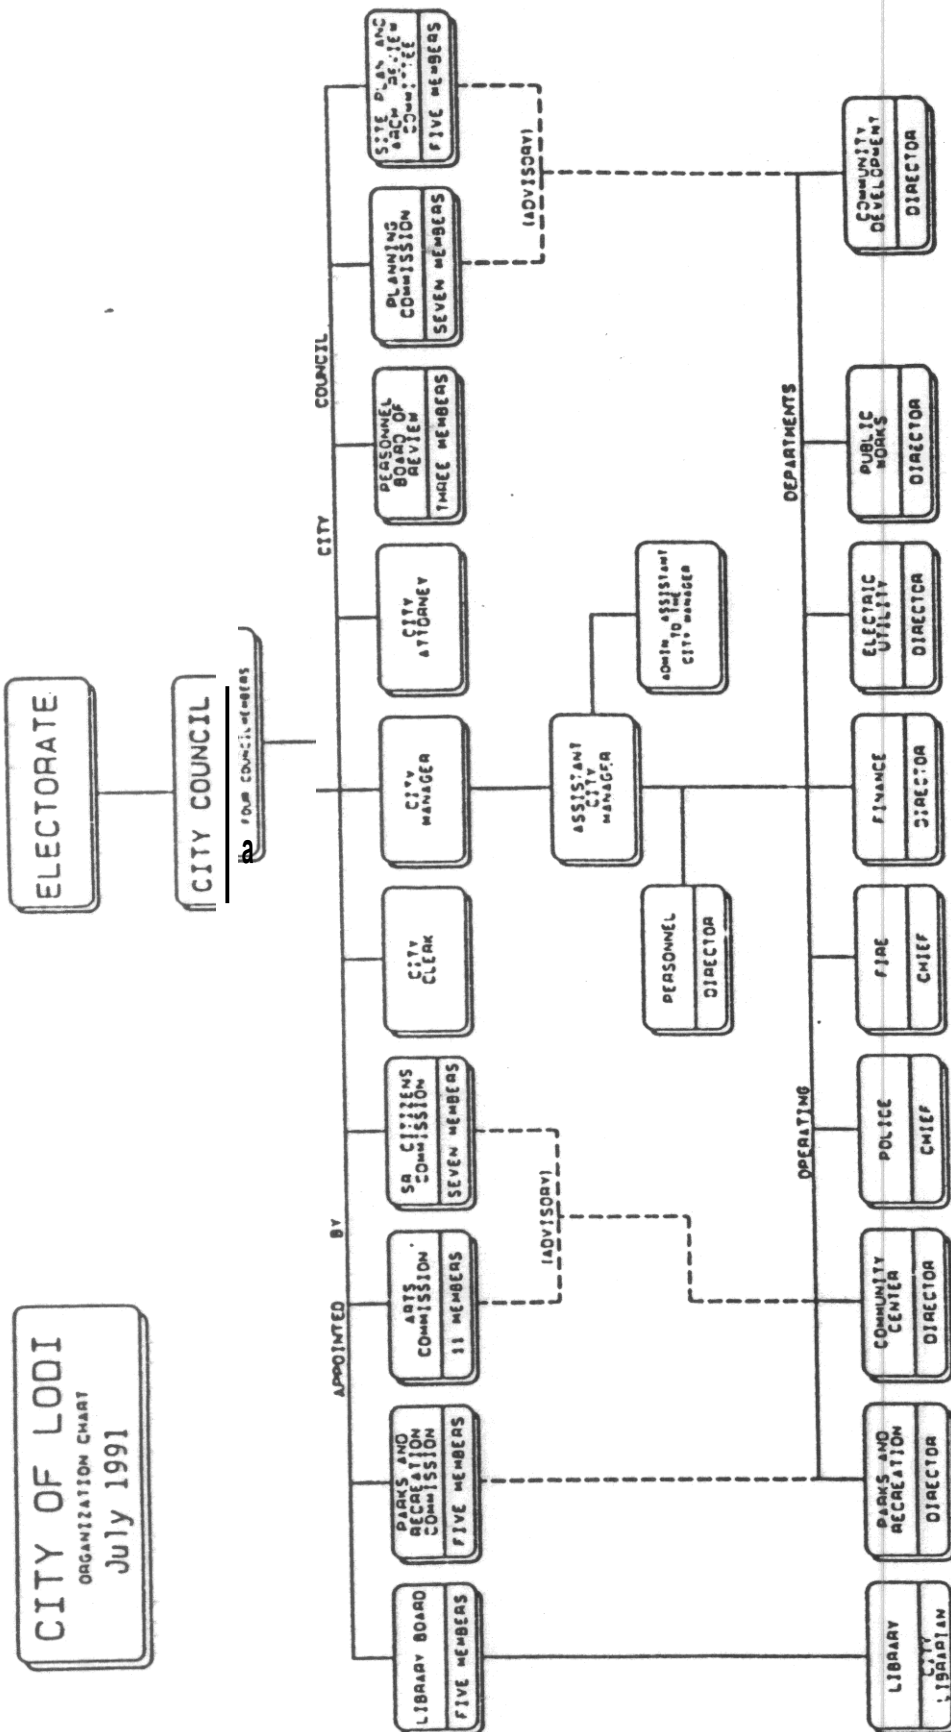 CITY OF LODI
ORGANIZATION CHART
July 1991
ELECTORATE
CITY COUNCIL
a
FOUR COUNCILMEMBERS
APPOINTED BY CITY COUNCIL
LIBRARY BOARD
FIVE MEMBERS
PARKS AND
RECREATION
COMMISSION
FIVE MEMBERS
ARTS
COMMISSION
11 MEMBERS
SR CITIZENS
COMMISSION
SEVEN MEMBERS
CITY
CLERK
CITY
MANAGER
CITY
ATTORNEY
PERSONNEL
BOARD OF
REVIEW
THREE MEMBERS
PLANNING
COMMISSION
SEVEN MEMBERS
SITE PLAN AND
ARCH REVIEW
COMMITTEE
FIVE MEMBERS
(ADVISORY)
(ADVISORY)
ASSISTANT
CITY
MANAGER
ADMIN ASSISTANT
TO THE
CITY MANAGER
PERSONNEL
DIRECTOR
OPERATING DEPARTMENTS
LIBRARY
CITY
LIBRARIAN
PARKS AND
RECREATION
DIRECTOR
COMMUNITY
CENTER
DIRECTOR
POLICE
CHIEF
FIRE
CHIEF
FINANCE
DIRECTOR
ELECTRIC
UTILITY
DIRECTOR
PUBLIC
WORKS
DIRECTOR
COMMUNITY
DEVELOPMENT
DIRECTOR